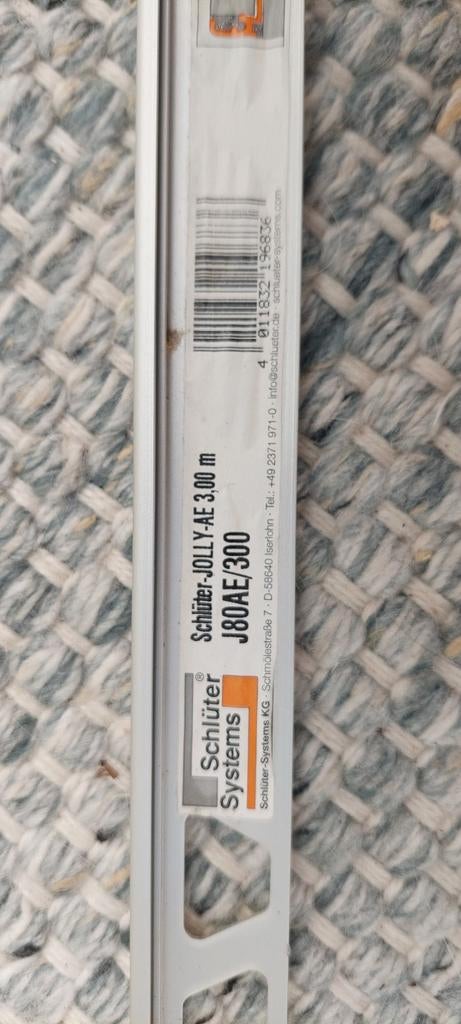 Schlüter®
Systems
Schlüter-JOLLY-AE 3,00 m
J80AE/300
4 011832 196836
Schlüter-Systems KG · Schmölestraße 7 · D-58640 Iserlohn · Tel.: +49 2371 971-0 · info@schlueter.de · schlueter-systems.com